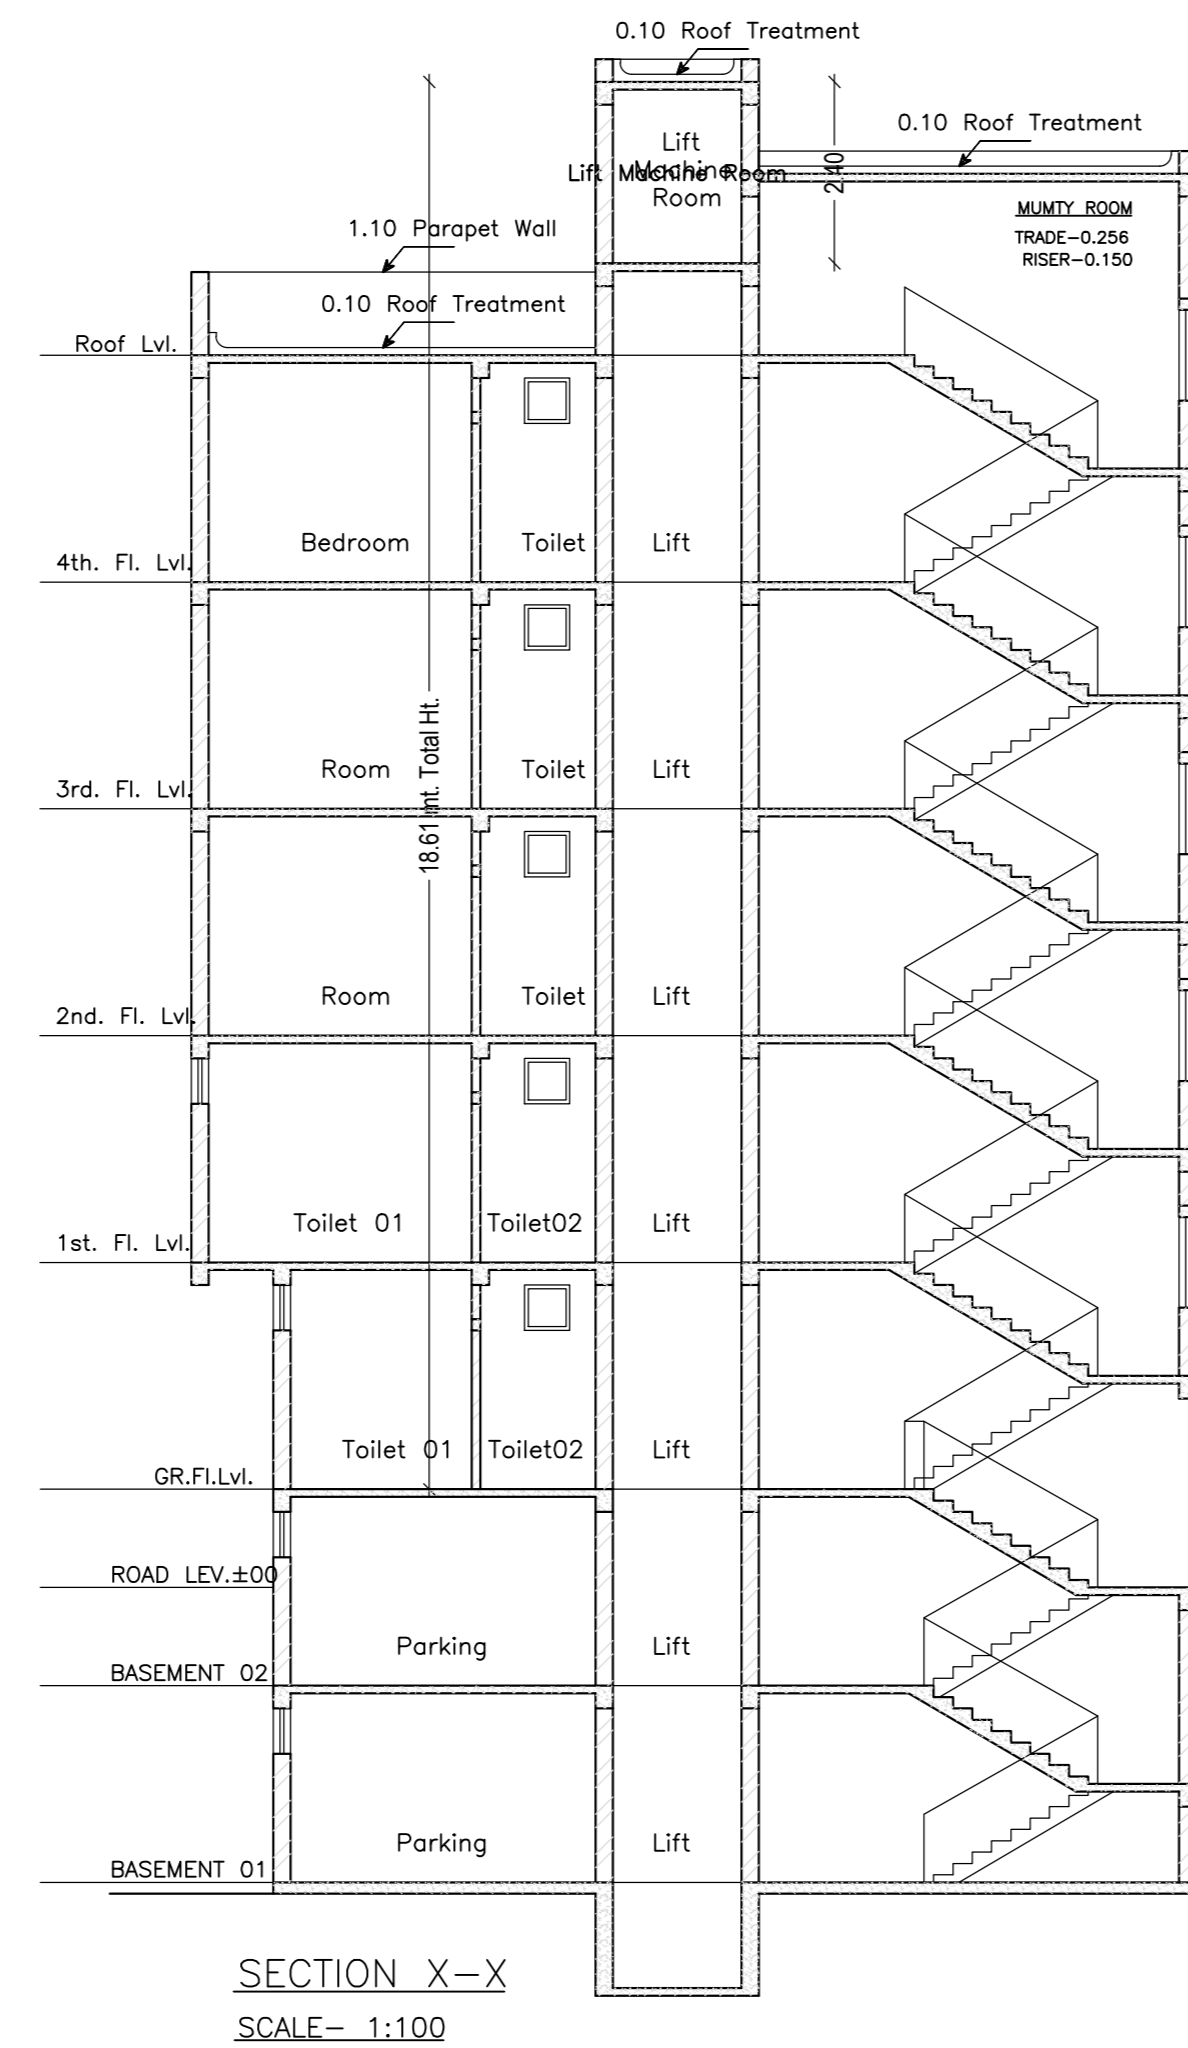 0.10 Roof Treatment
0.10 Roof Treatment
Lift
Machine
Room
Lift Machine Room
2.40
MUMTY ROOM
TRADE-0.256
RISER-0.150
1.10 Parapet Wall
0.10 Roof Treatment
Roof Lvl.
Bedroom Toilet Lift
4th. Fl. Lvl.
18.61 mt. Total Ht.
Room Toilet Lift
3rd. Fl. Lvl.
Room Toilet Lift
2nd. Fl. Lvl.
Toilet 01 Toilet02 Lift
1st. Fl. Lvl.
Toilet 01 Toilet02 Lift
GR.Fl.Lvl.
ROAD LEV.±00
Parking Lift
BASEMENT 02
Parking Lift
BASEMENT 01
SECTION X-X
SCALE- 1:100